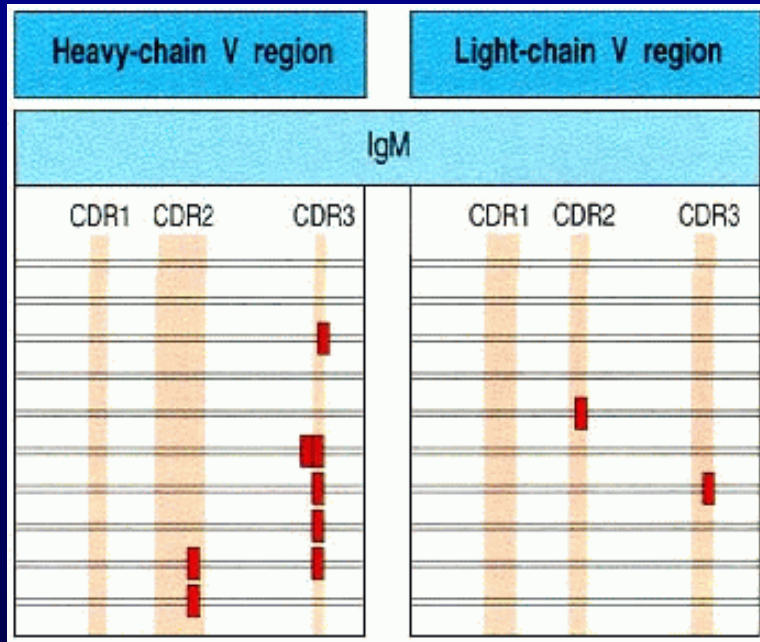 Heavy-chain V region
Light-chain V region
IgM
CDR1 CDR2 CDR3
CDR1 CDR2 CDR3